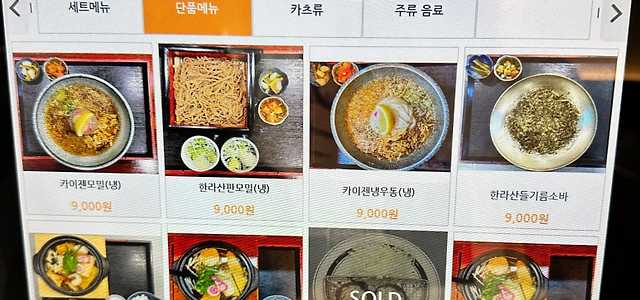 세트메뉴 단품메뉴 카츠류 주류 음료
카이젠모밀(냉) 한라산판모밀(냉) 카이젠냉우동(냉) 한라산들기름소바
9,000원 9,000원 9,000원 9,000원
SOLD